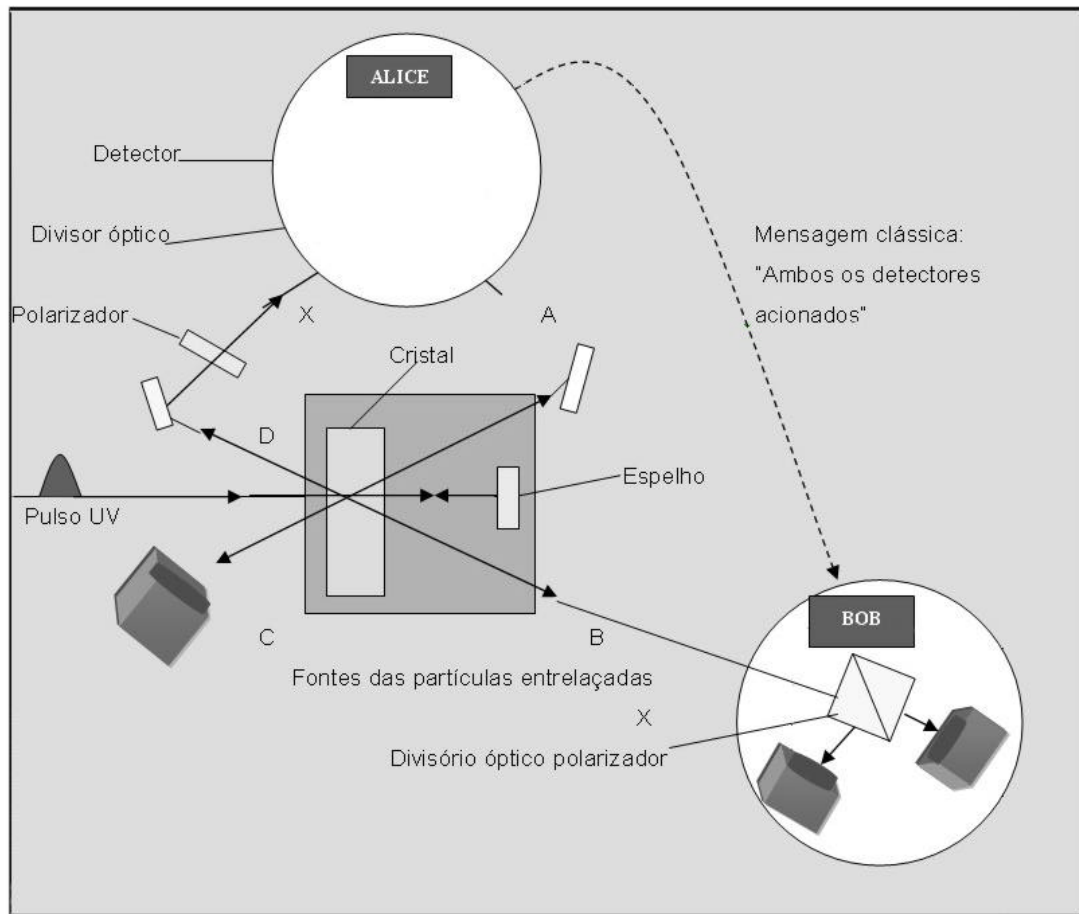 ALICE
Detector
Divisor óptico
Mensagem clássica:
"Ambos os detectores
acionados"
Polarizador
X
A
Cristal
D
Espelho
Pulso UV
BOB
C
B
Fontes das partículas entrelaçadas
X
Divisório óptico polarizador